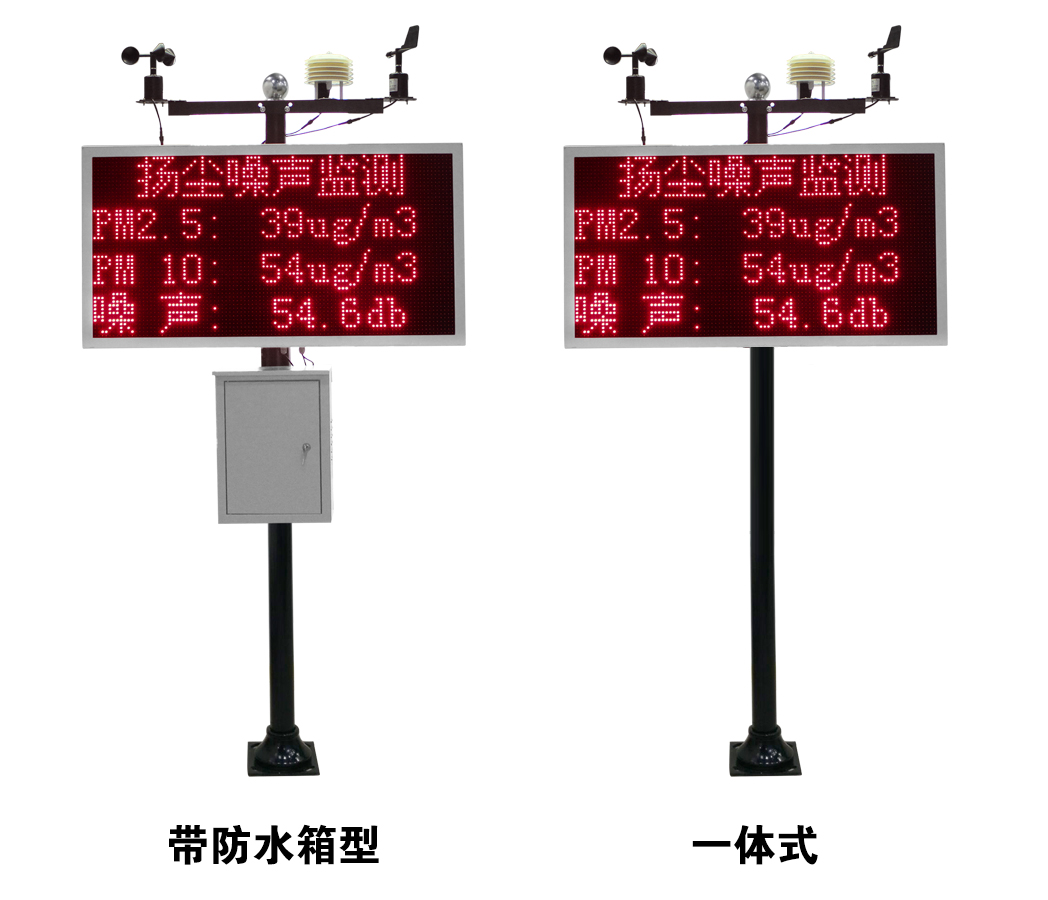 扬尘噪声监测
PM2.5: 39ug/m3
PM 10: 54ug/m3
噪 声: 54.6db
扬尘噪声监测
PM2.5: 39ug/m3
PM 10: 54ug/m3
噪 声: 54.6db
带防水箱型
一体式